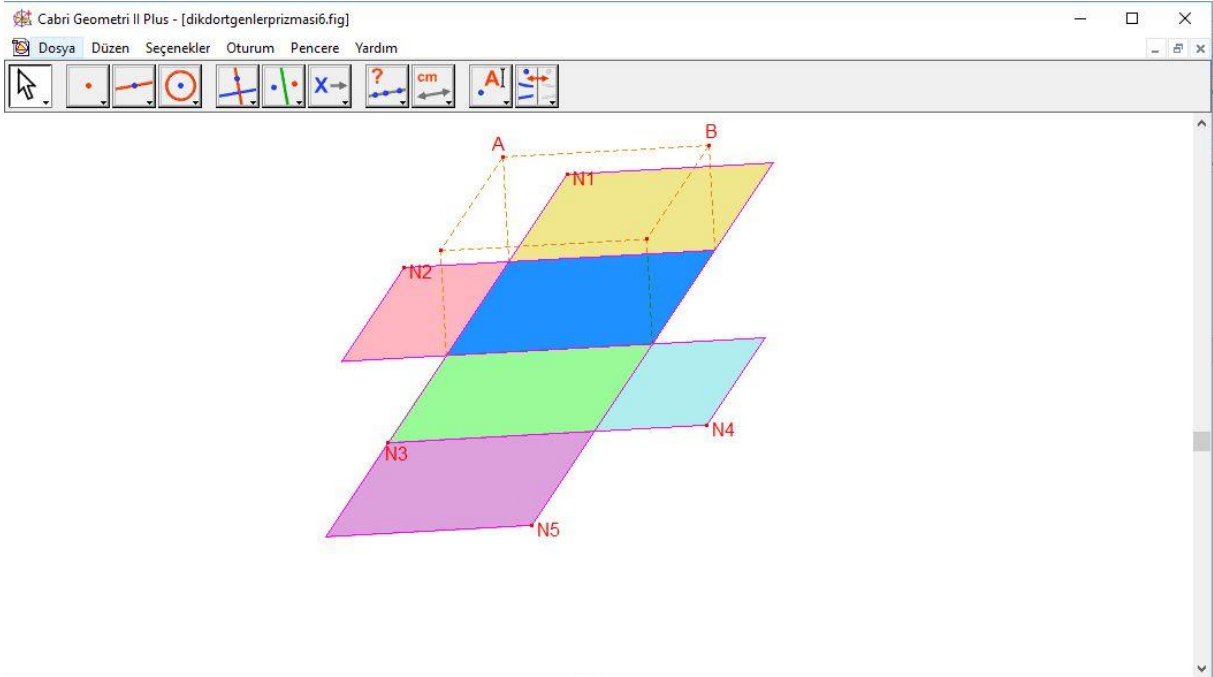 Cabri Geometri II Plus - [dikdortgenlerprizmasi6.fig]
Dosya Düzen Seçenekler Oturum Pencere Yardım
X ? cm A
A B
N1
N2
N4
N3
N5